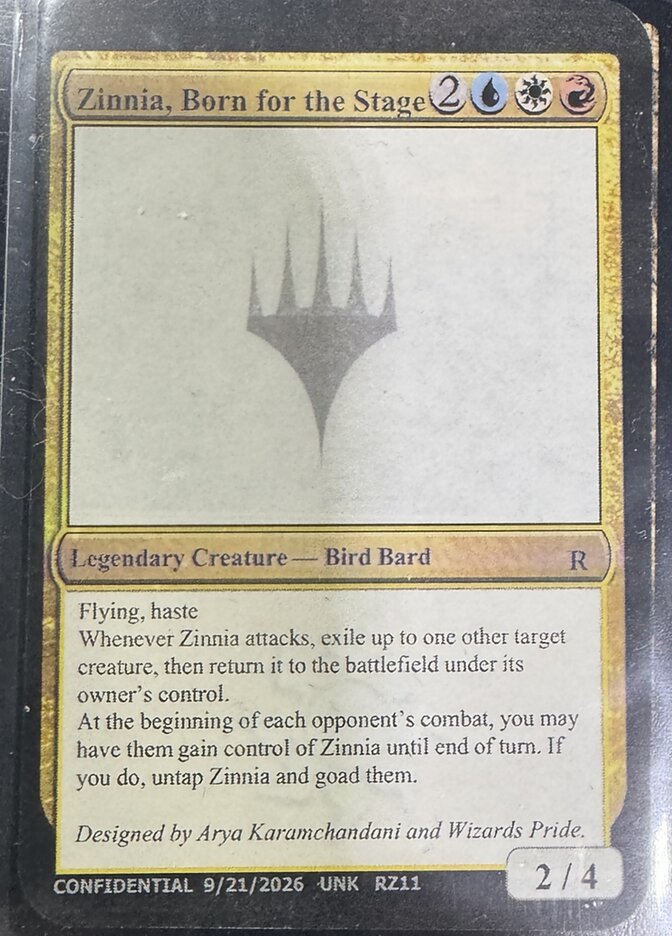 Zinnia, Born for the Stage 2
Legendary Creature — Bird Bard R
Flying, haste
Whenever Zinnia attacks, exile up to one other target
creature, then return it to the battlefield under its
owner's control.
At the beginning of each opponent's combat, you may
have them gain control of Zinnia until end of turn. If
you do, untap Zinnia and goad them.
Designed by Arya Karamchandani and Wizards Pride.
2 / 4
CONFIDENTIAL 9/21/2026 UNK RZ11